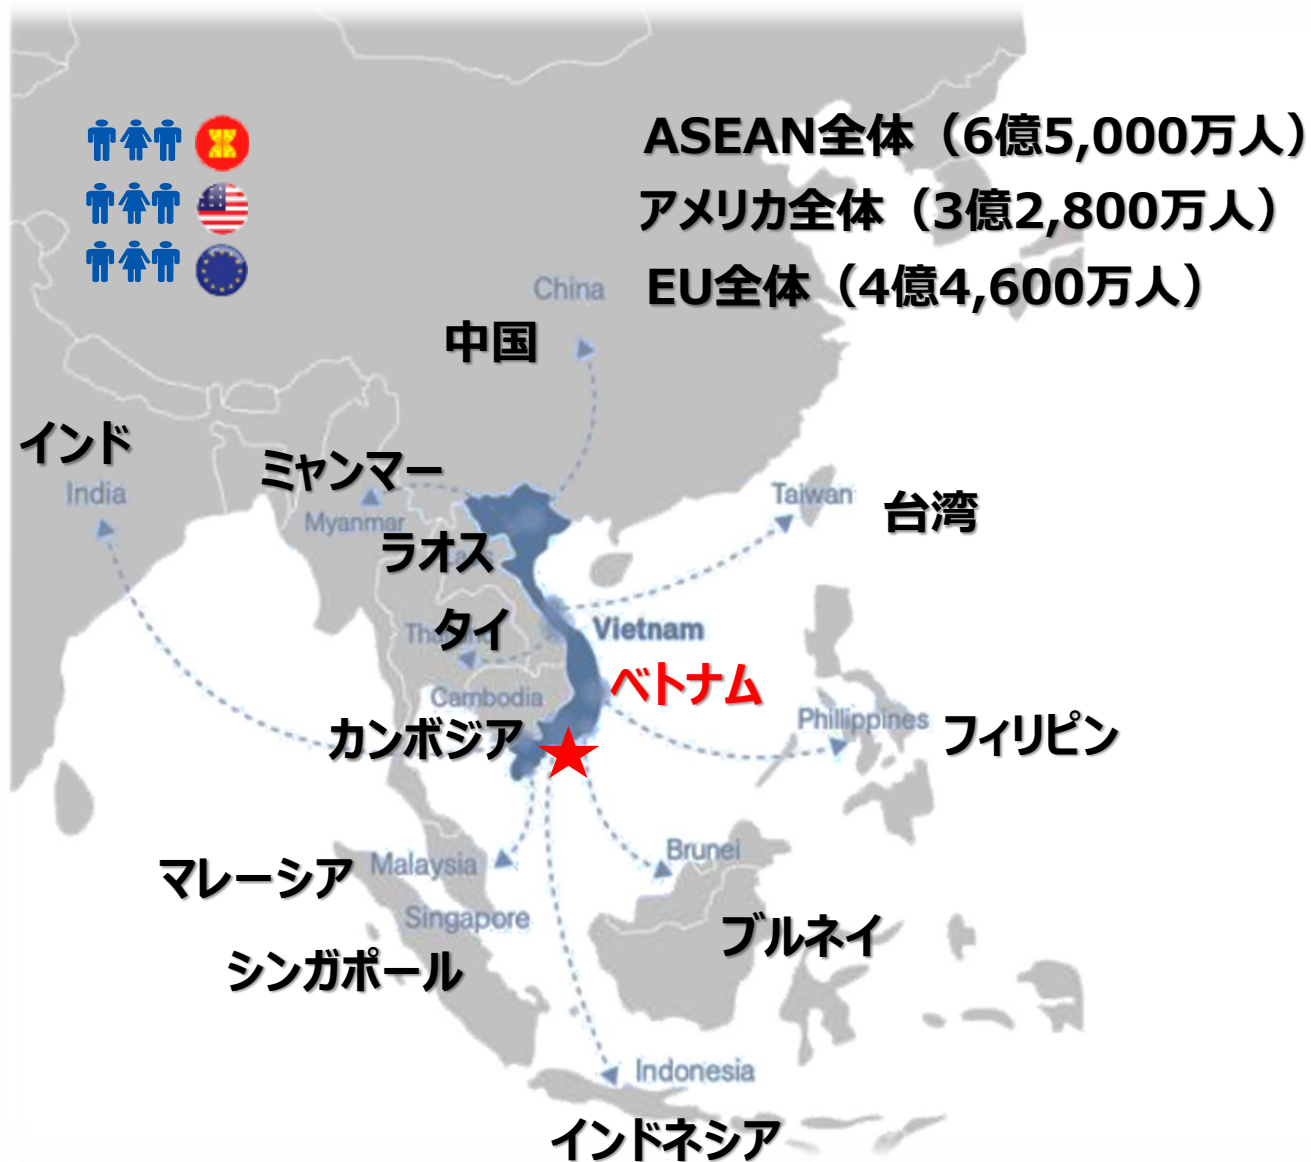 ASEAN全体（6億5,000万人）
アメリカ全体（3億2,800万人）
EU全体（4億4,600万人）
China
中国
インド
India
ミャンマー
Myanmar
Taiwan
台湾
ラオス
タイ
Vietnam
ベトナム
Cambodia
カンボジア
Phillippines
フィリピン
マレーシア
Malaysia
Brunei
ブルネイ
Singapore
シンガポール
Indonesia
インドネシア